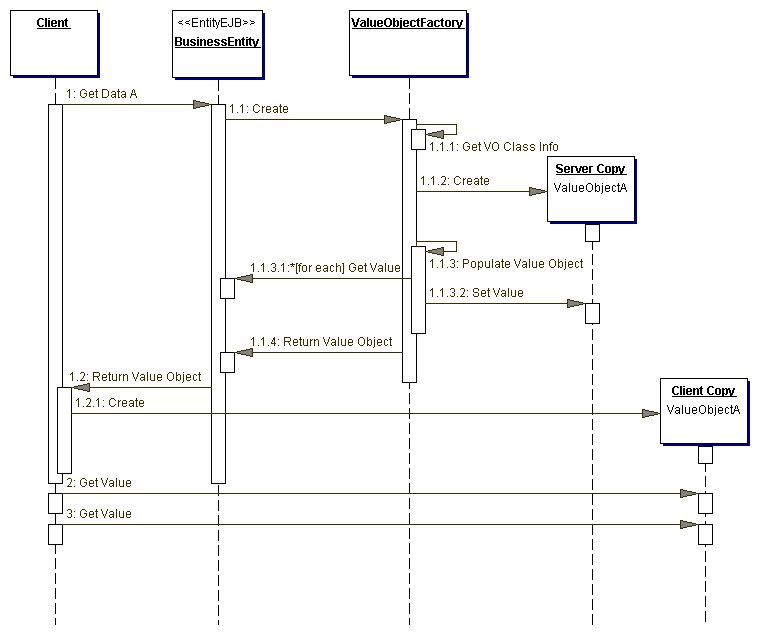 Client
<<EntityEJB>>
BusinessEntity
ValueObjectFactory
1: Get Data A
1.1: Create
1.1.1: Get VO Class Info
Server Copy
ValueObjectA
1.1.2: Create
1.1.3: Populate Value Object
1.1.3.1:*[for each] Get Value
1.1.3.2: Set Value
1.1.4: Return Value Object
1.2: Return Value Object
Client Copy
ValueObjectA
1.2.1: Create
2: Get Value
3: Get Value